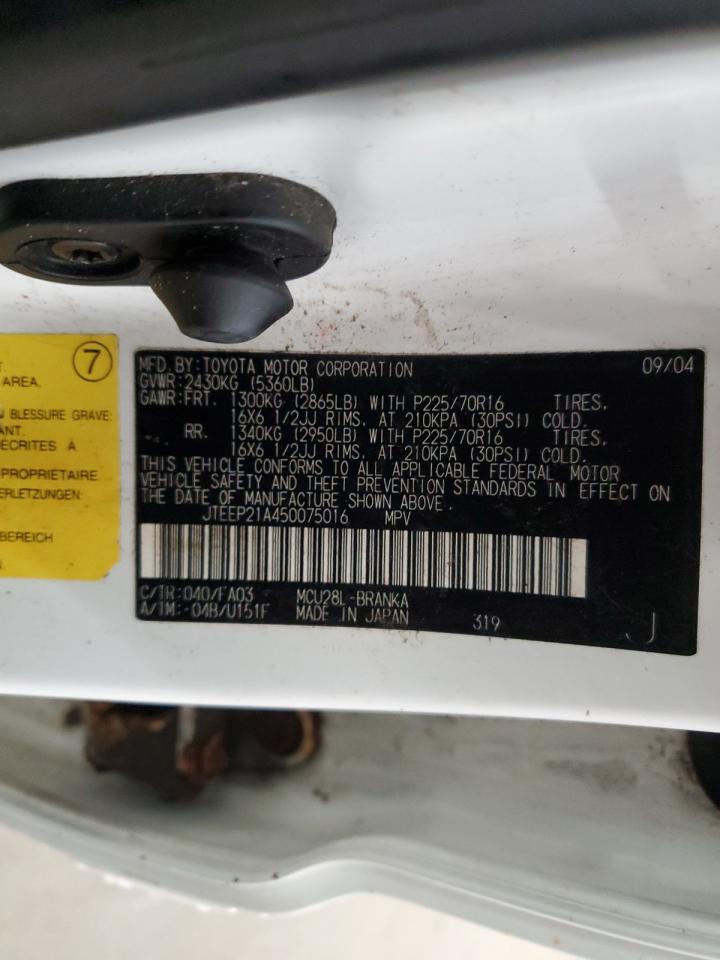 7
T.
AREA.
BLESSURE GRAVE:
ANT.
DECRITES À
PROPRIÉTAIRE.
ERLETZUNGEN:
BEREICH
N.
MFD.BY:TOYOTA MOTOR CORPORATION 09/04
GVWR:2430KG (5360LB)
GAWR:FRT. 1300KG (2865LB) WITH P225/70R16 TIRES,
16X6 1/2JJ RIMS, AT 210KPA (30PSI) COLD.
RR. 1340KG (2950LB) WITH P225/70R16 TIRES,
16X6 1/2JJ RIMS, AT 210KPA (30PSI) COLD.
THIS VEHICLE CONFORMS TO ALL APPLICABLE FEDERAL MOTOR
VEHICLE SAFETY AND THEFT PREVENTION STANDARDS IN EFFECT ON
THE DATE OF MANUFACTURE SHOWN ABOVE.
JTEEP21A450075016 MPV
C/TR:040/FA03 MCU28L-BRANKA
A/TM:-04B/U151F MADE IN JAPAN 319 J